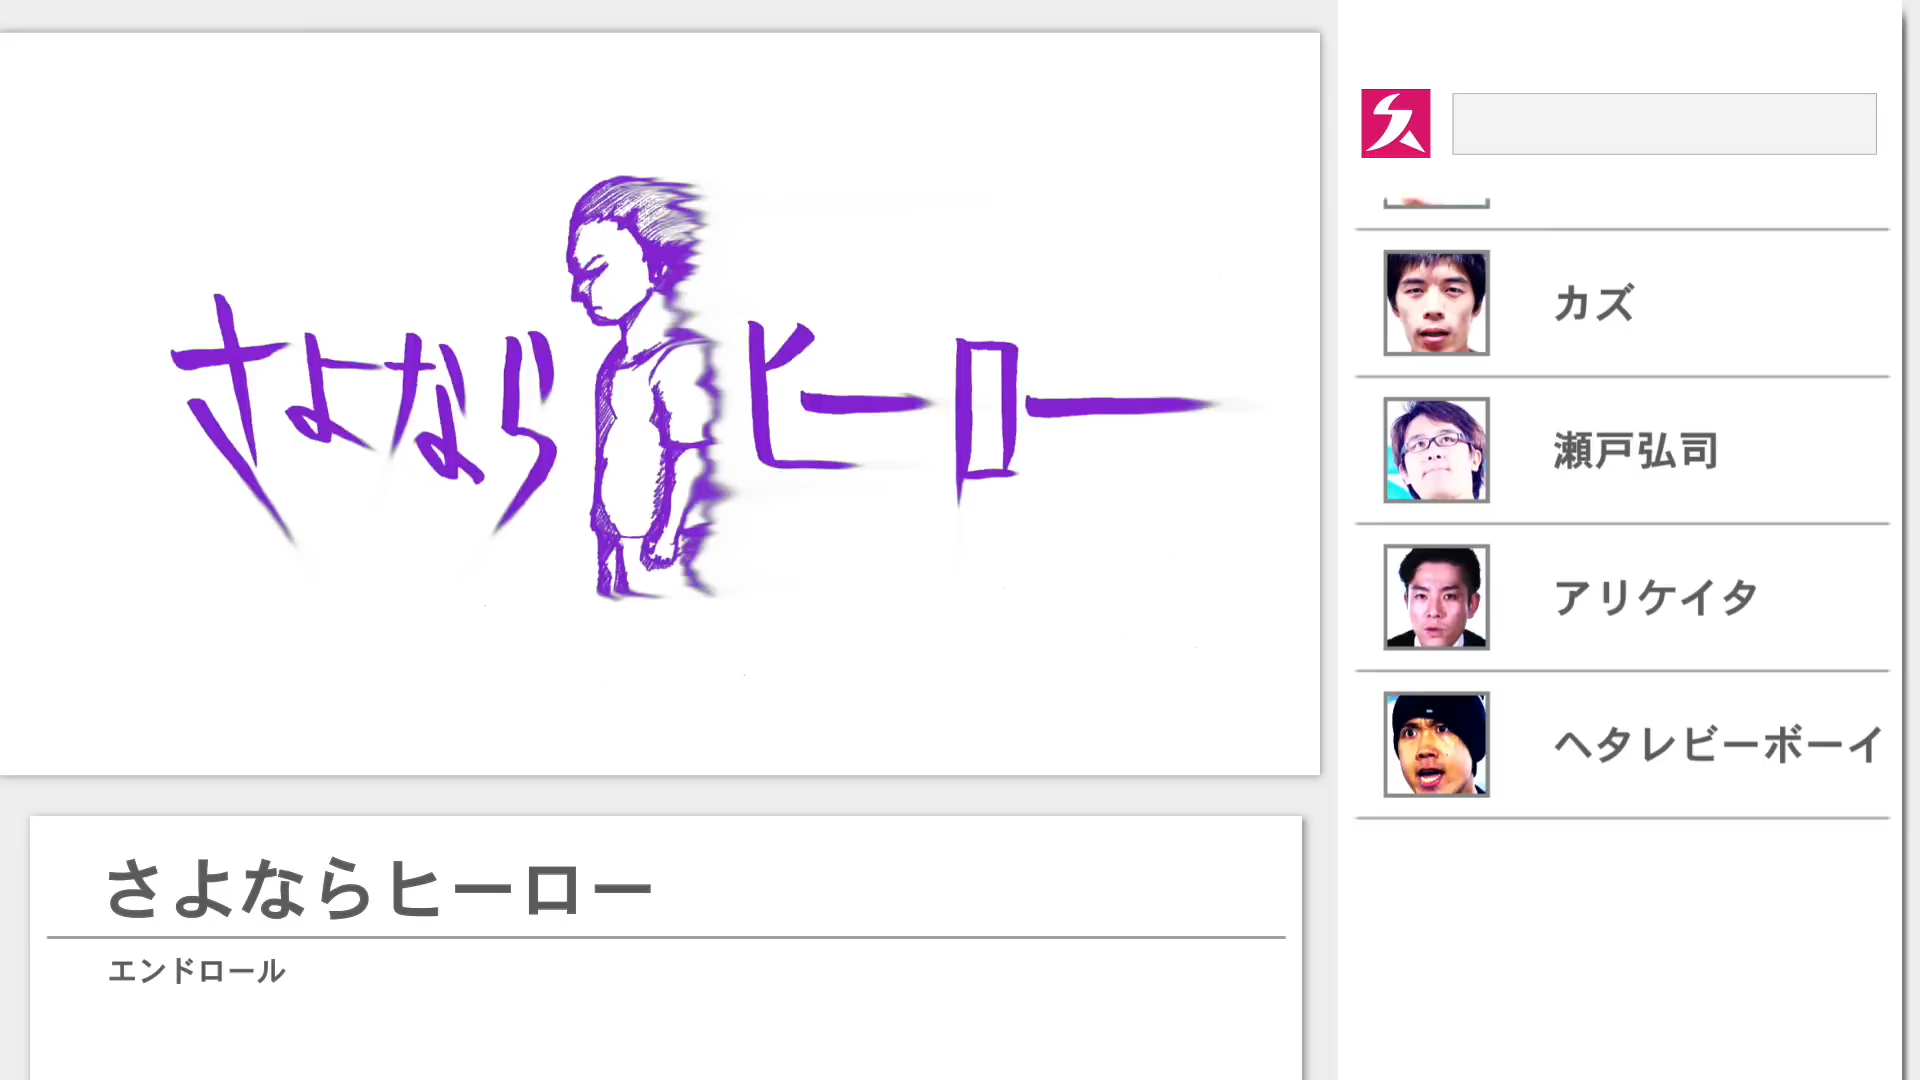 さよならヒーロー
さよならヒーロー
エンドロール
カズ
瀬戸弘司
アリケイタ
ヘタレビーボーイ